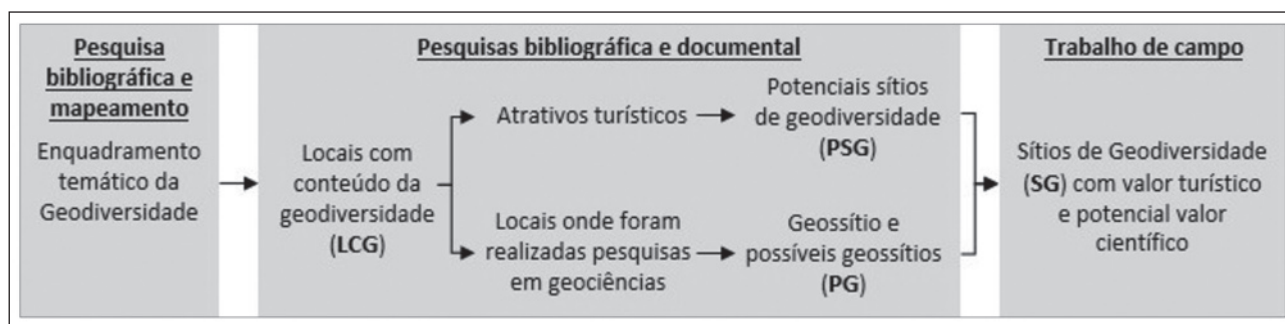 Pesquisa
bibliográfica e
mapeamento
Enquadramento
temático da
Geodiversidade
Pesquisas bibliográfica e documental
Locais com
conteúdo da
geodiversidade
(LCG)
Atrativos turísticos
Locais onde foram
realizadas pesquisas
em geociências
Potenciais sítios
de geodiversidade
(PSG)
Geossítio e
possíveis geossítios
(PG)
Trabalho de campo
Sítios de Geodiversidade
(SG) com valor turístico
e potencial valor
científico